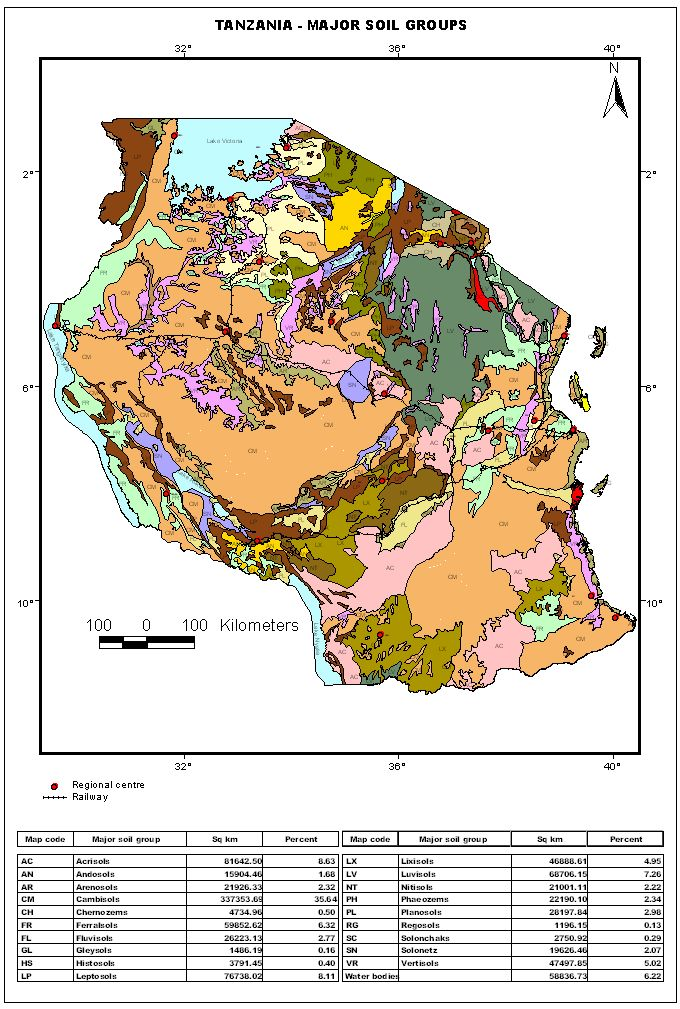 TANZANIA - MAJOR SOIL GROUPS
32° 36° 40°
N
Lake Victoria
2° 2°
6° 6°
10° 10°
100 0 100 Kilometers
32° 36° 40°
Regional centre
Railway
Map code Major soil group Sq km Percent Map code Major soil group Sq km Percent
AC Acrisols 81642.50 8.63 LX Lixisols 46888.61 4.95
AN Andosols 15904.46 1.68 LV Luvisols 68706.15 7.26
AR Arenosols 21926.33 2.32 NT Nitisols 21001.11 2.22
CM Cambisols 337353.69 35.64 PH Phaeozems 22190.10 2.34
CH Chernozems 4734.96 0.50 PL Planosols 28197.84 2.98
FR Ferralsols 59852.62 6.32 RG Regosols 1196.15 0.13
FL Fluvisols 26223.13 2.77 SC Solonchaks 2750.92 0.29
GL Gleysols 1486.19 0.16 SN Solonetz 19626.46 2.07
HS Histosols 3791.45 0.40 VR Vertisols 47497.85 5.02
LP Leptosols 76738.02 8.11 Water bodies 58836.73 6.22